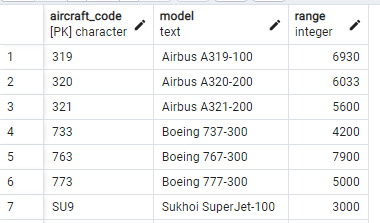 aircraft_code model range
[PK] character text integer
1 319 Airbus A319-100 6930
2 320 Airbus A320-200 6033
3 321 Airbus A321-200 5600
4 733 Boeing 737-300 4200
5 763 Boeing 767-300 7900
6 773 Boeing 777-300 5000
7 SU9 Sukhoi SuperJet-100 3000